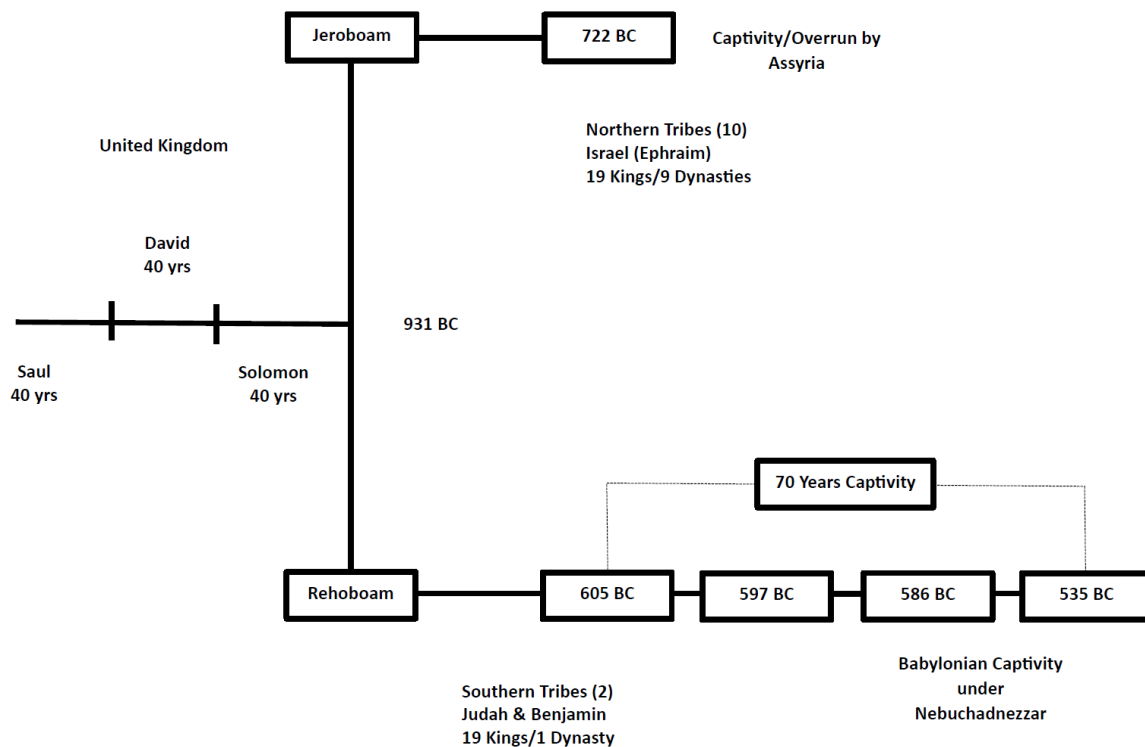 Jeroboam
722 BC
Captivity/Overrun by
Assyria
United Kingdom
Northern Tribes (10)
Israel (Ephraim)
19 Kings/9 Dynasties
David
40 yrs
931 BC
Saul
40 yrs
Solomon
40 yrs
70 Years Captivity
Rehoboam
605 BC
597 BC
586 BC
535 BC
Southern Tribes (2)
Judah & Benjamin
19 Kings/1 Dynasty
Babylonian Captivity
under
Nebuchadnezzar